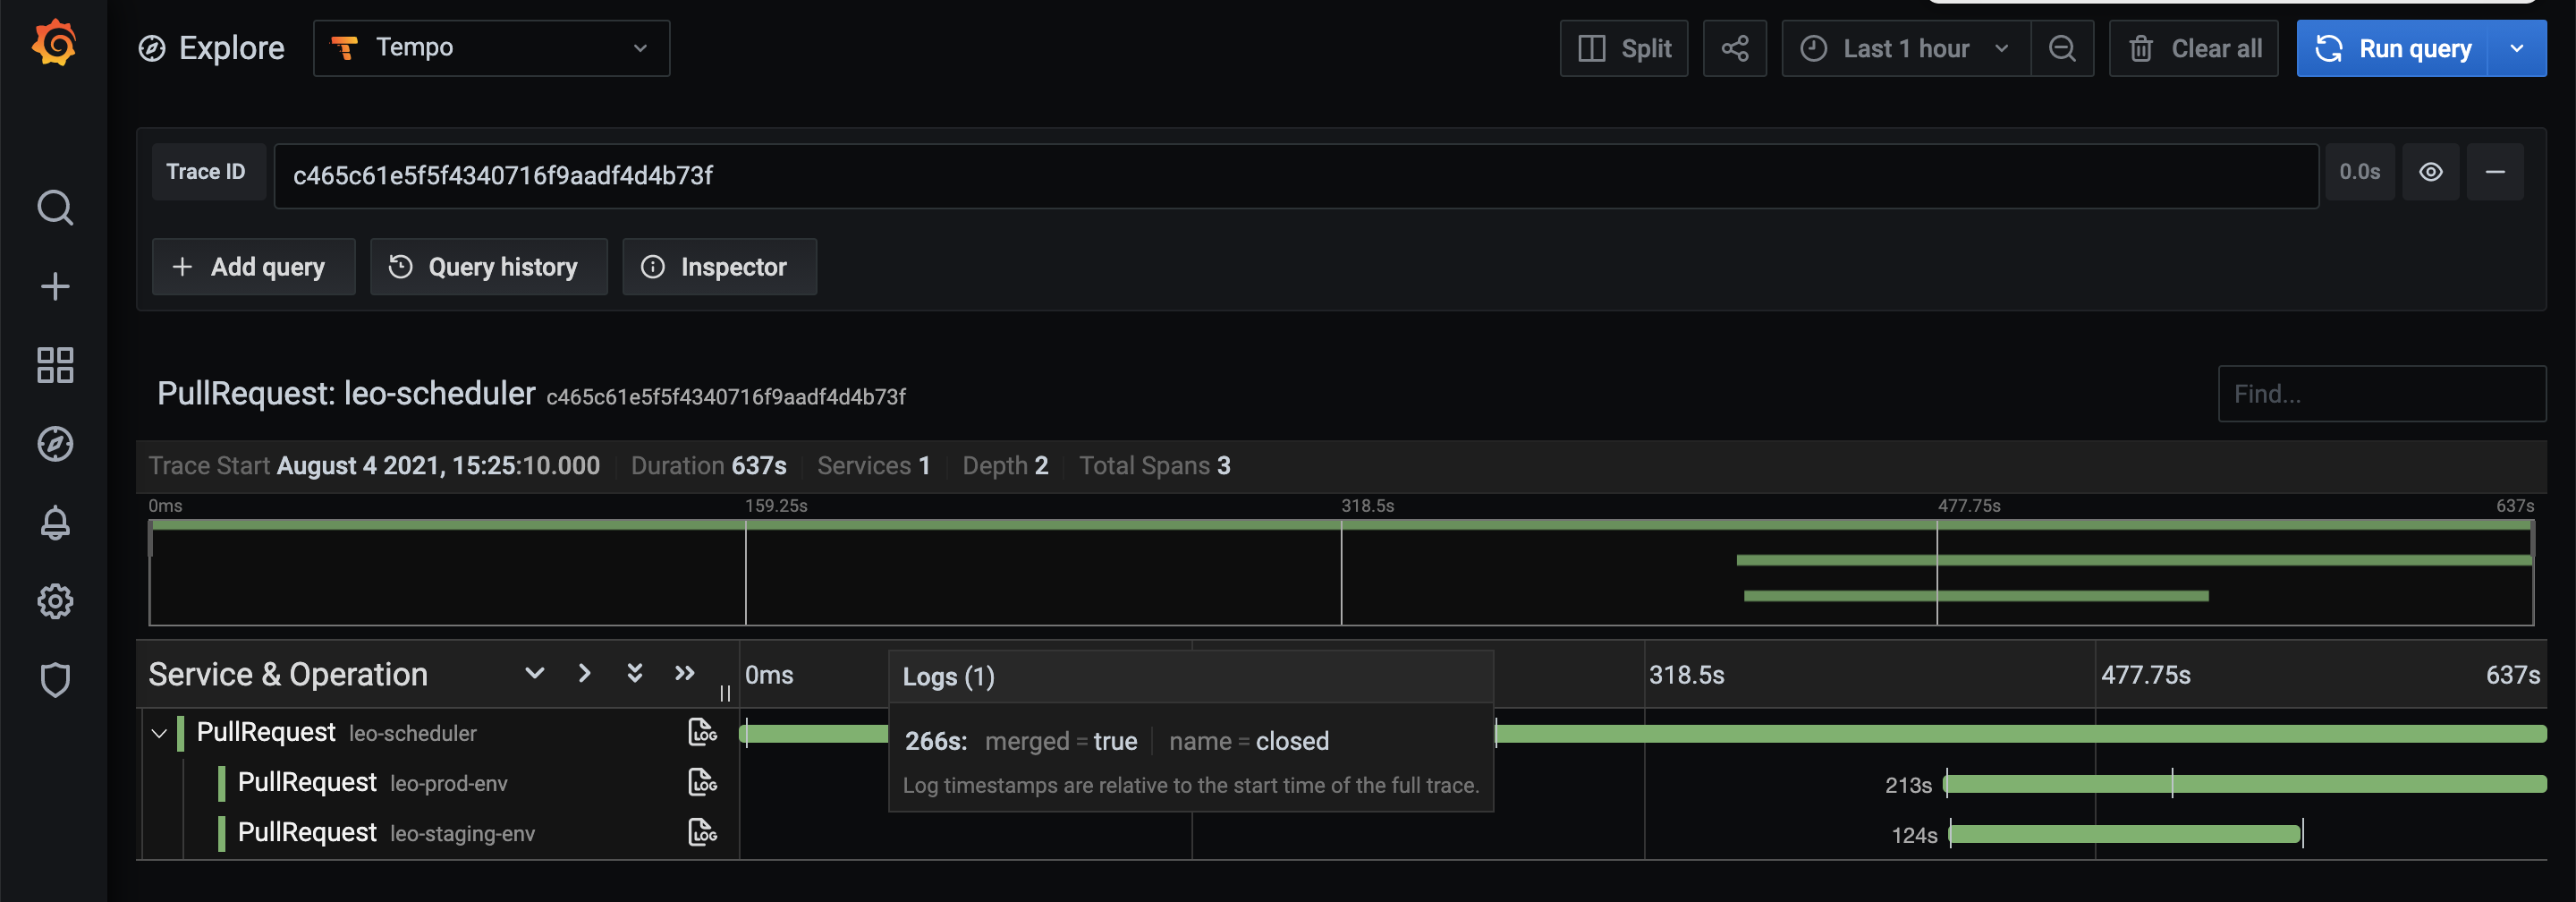 Explore
Tempo
Split
Last 1 hour
Clear all
Run query
Trace ID
c465c61e5f5f4340716f9aadf4d4b73f
0.0s
Add query
Query history
Inspector
PullRequest: leo-scheduler c465c61e5f5f4340716f9aadf4d4b73f
Find...
Trace Start August 4 2021, 15:25:10.000 Duration 637s Services 1 Depth 2 Total Spans 3
0ms 159.25s 318.5s 477.75s 637s
Service & Operation 0ms 318.5s 477.75s 637s
Logs (1)
PullRequest leo-scheduler LOG
266s: merged = true name = closed
Log timestamps are relative to the start time of the full trace.
PullRequest leo-prod-env LOG 213s
PullRequest leo-staging-env LOG 124s